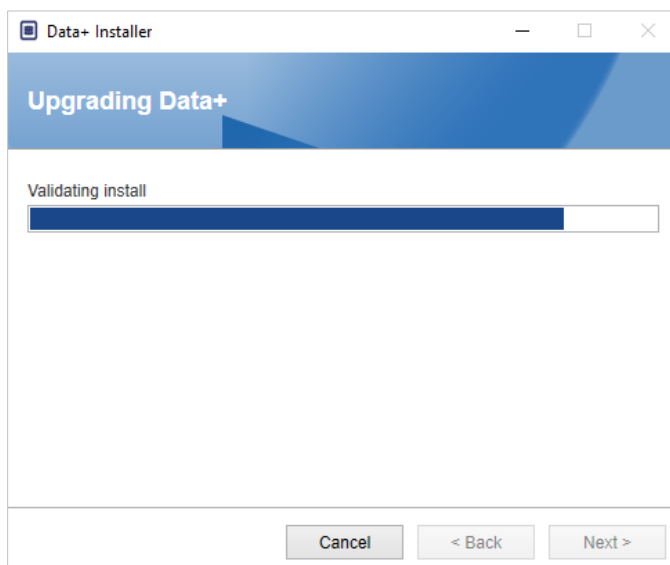 Data+ Installer
Upgrading Data+
Validating install
Cancel
< Back
Next >